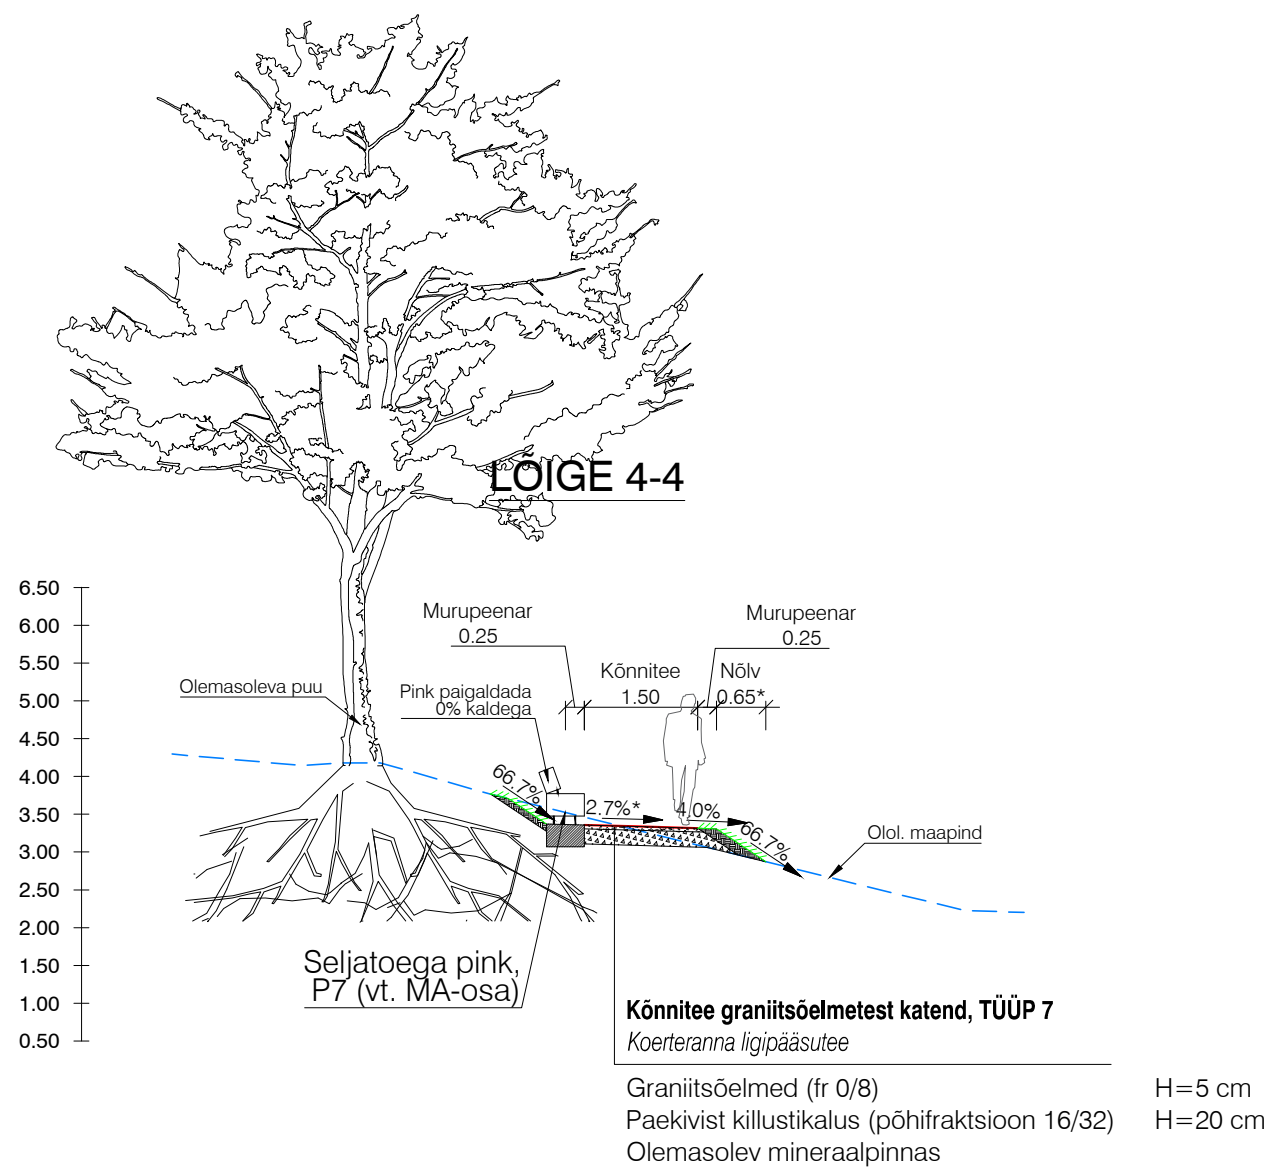 LÕIGE 4-4
6.50
6.00
5.50
5.00
4.50
4.00
3.50
3.00
2.50
2.00
1.50
1.00
0.50
Murupeenar
0.25
Murupeenar
0.25
Kõnnitee
1.50
Nõlv
0.65*
Olemasoleva puu
Pink paigaldada
0% kaldega
66.7%
2.7%*
4.0%
66.7%
Olol. maapind
Seljatoega pink,
P7 (vt. MA-osa)
Kõnnitee graniitsõelmetest katend, TÜÜP 7
Koerteranna ligipääsutee
Graniitsõelmed (fr 0/8) H=5 cm
Paekivist killustikalus (põhifraktsioon 16/32) H=20 cm
Olemasolev mineraalpinnas